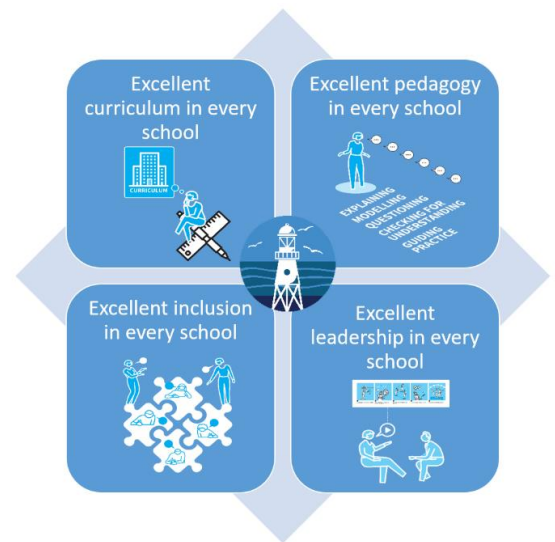 Excellent
curriculum in every
school
CURRICULUM
Excellent pedagogy
in every school
EXPLAINING
MODELLING
QUESTIONING
CHECKING FOR
UNDERSTANDING
GUIDING
PRACTICE
Excellent inclusion
in every school
Excellent
leadership in every
school